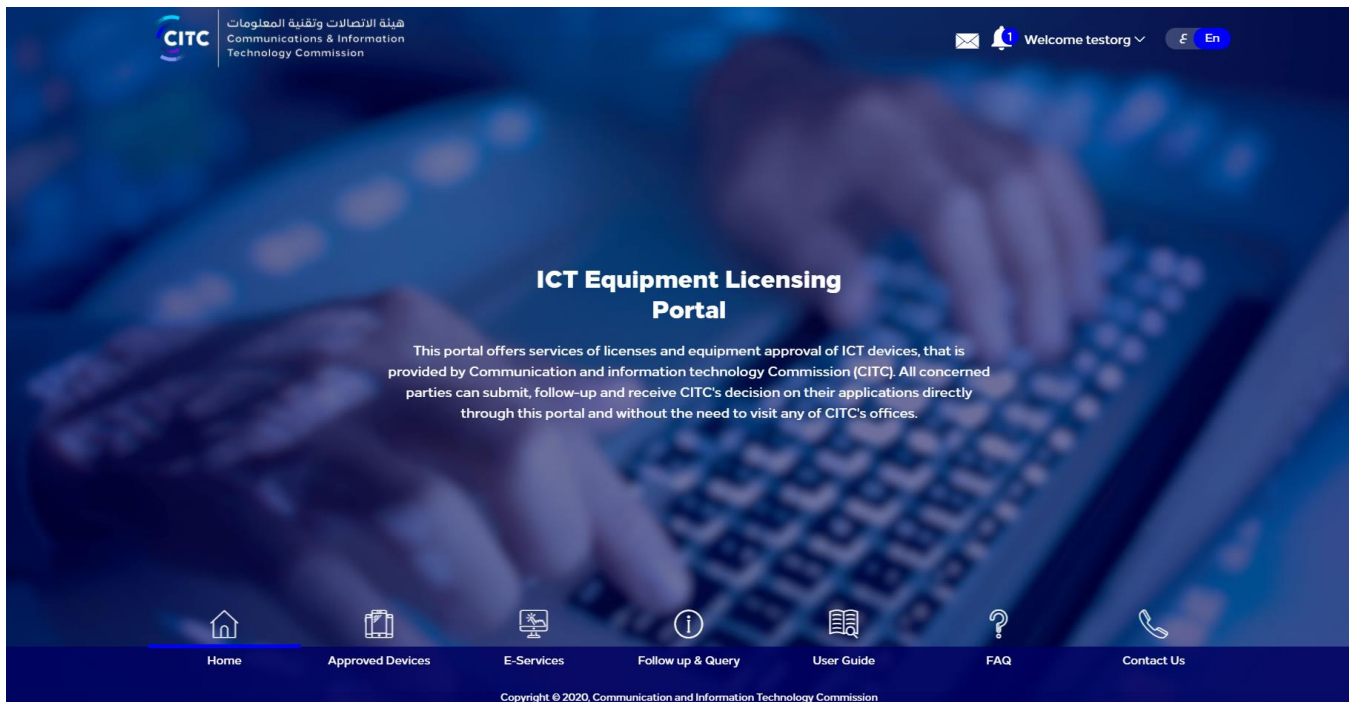 CITC
هيئة الاتصالات وتقنية المعلومات
Communications & Information
Technology Commission
1
Welcome testorg
ع En
ICT Equipment Licensing
Portal
This portal offers services of licenses and equipment approval of ICT devices, that is
provided by Communication and information technology Commission (CITC). All concerned
parties can submit, follow-up and receive CITC's decision on their applications directly
through this portal and without the need to visit any of CITC's offices.
Home
Approved Devices
E-Services
Follow up & Query
User Guide
FAQ
Contact Us
Copyright © 2020, Communication and Information Technology Commission